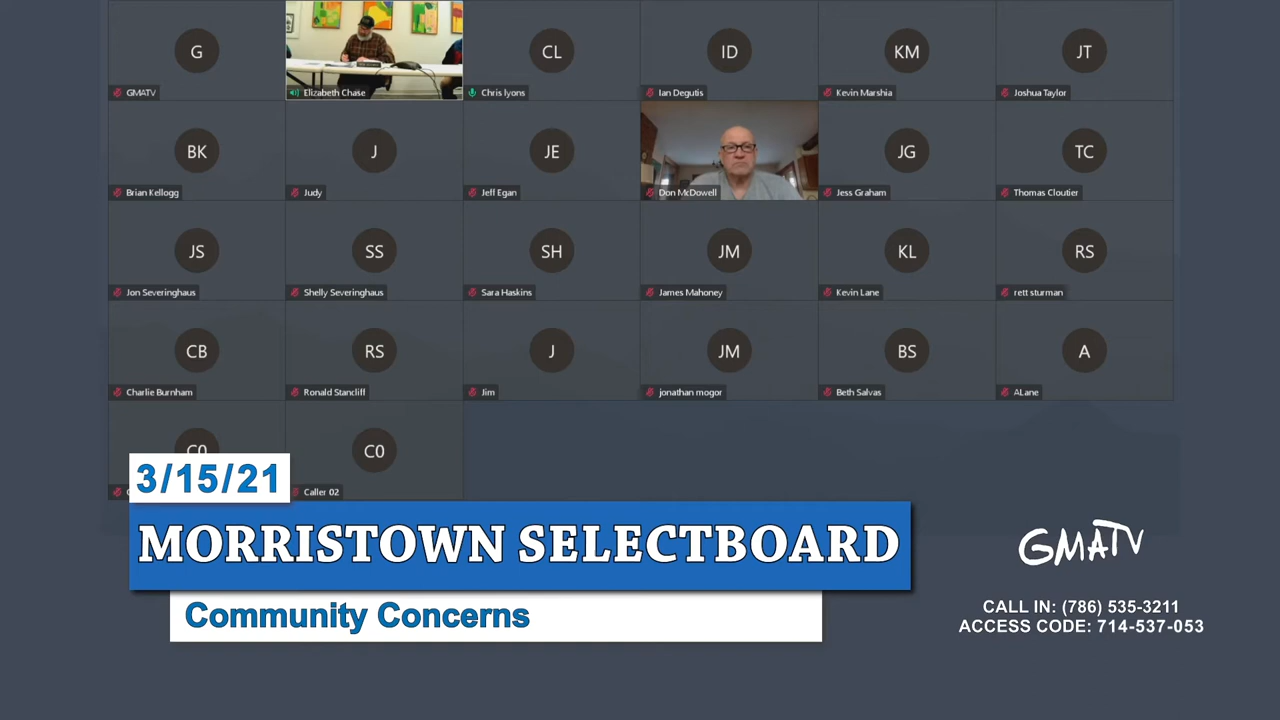 G
CL
ID
KM
JT
GMATV
Elizabeth Chase
Chris lyons
Ian Degutis
Kevin Marshia
Joshua Taylor
BK
J
JE
JG
TC
Brian Kellogg
Judy
Jeff Egan
Don McDowell
Jess Graham
Thomas Cloutier
JS
SS
SH
JM
KL
RS
Jon Severinghaus
Shelly Severinghaus
Sara Haskins
James Mahoney
Kevin Lane
rett sturman
CB
RS
J
JM
BS
A
Charlie Burnham
Ronald Stancliff
Jim
jonathan mogor
Beth Salvas
ALane
C0
C0
Caller 02
3/15/21
MORRISTOWN SELECTBOARD
Community Concerns
GMATV
CALL IN: (786) 535-3211
ACCESS CODE: 714-537-053